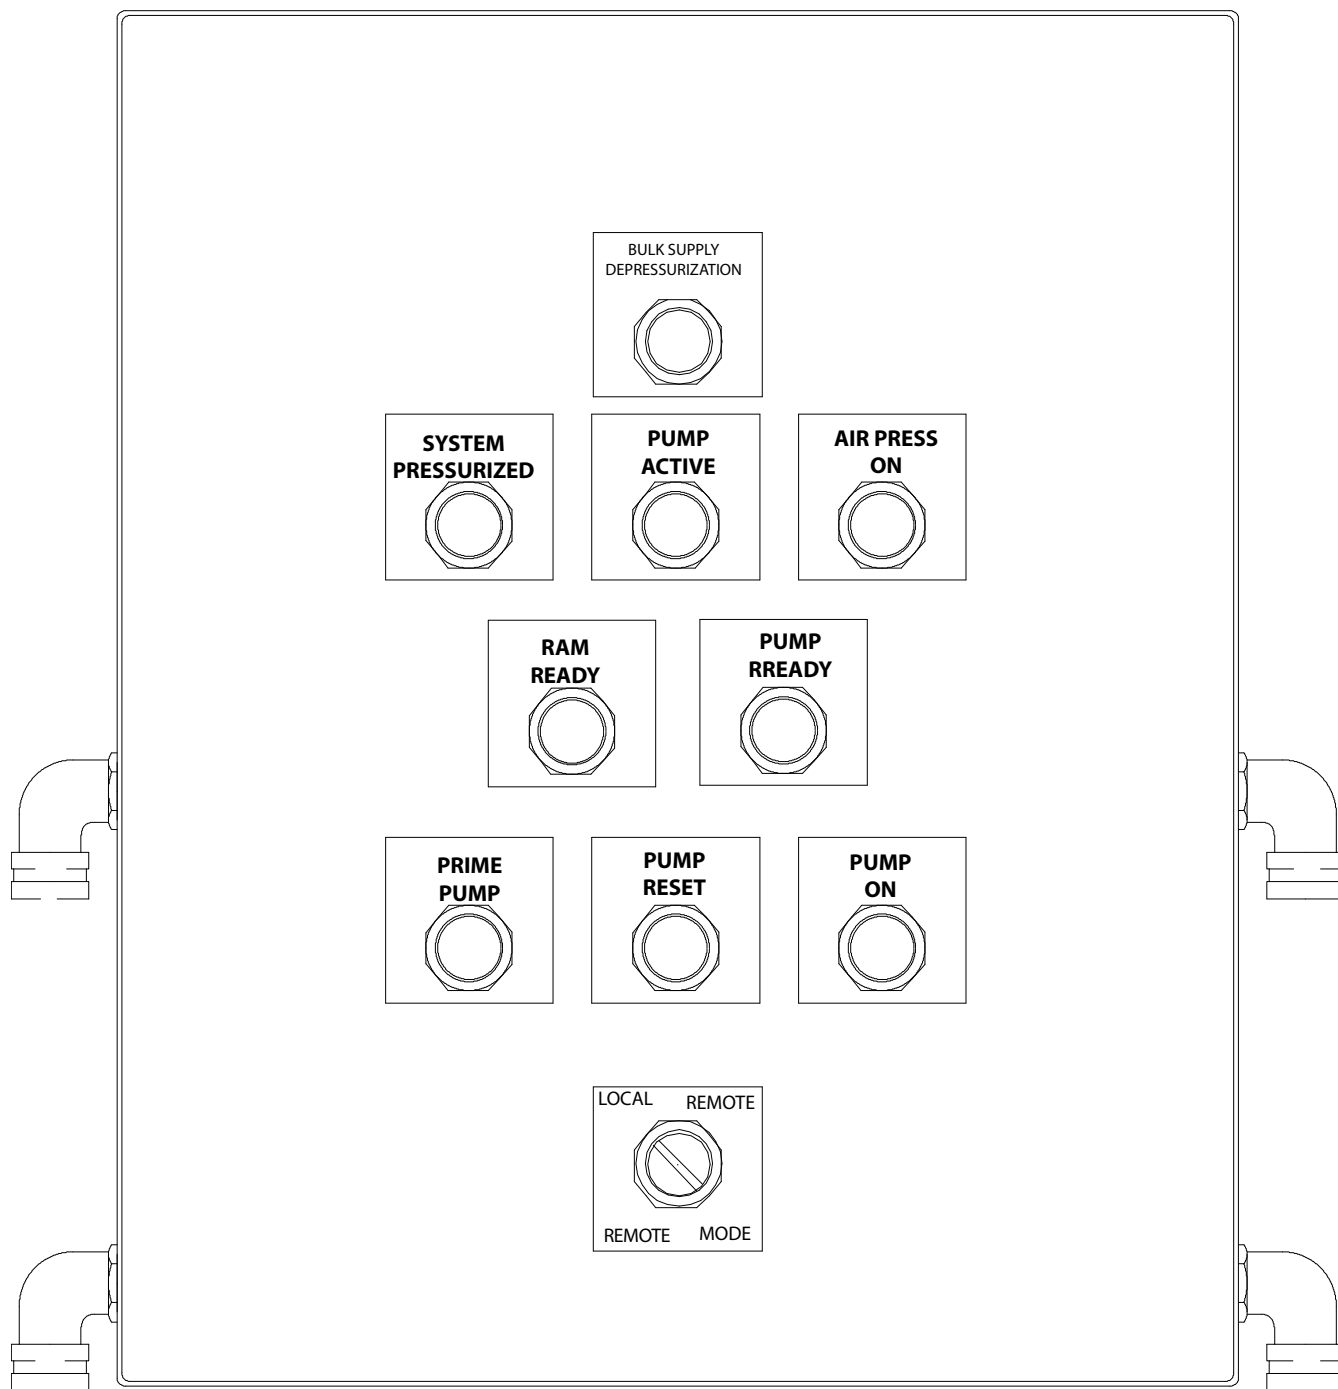 BULK SUPPLY
DEPRESSURIZATION
SYSTEM
PRESSURIZED
PUMP
ACTIVE
AIR PRESS
ON
RAM
READY
PUMP
RREADY
PRIME
PUMP
PUMP
RESET
PUMP
ON
LOCAL
REMOTE
REMOTE
MODE